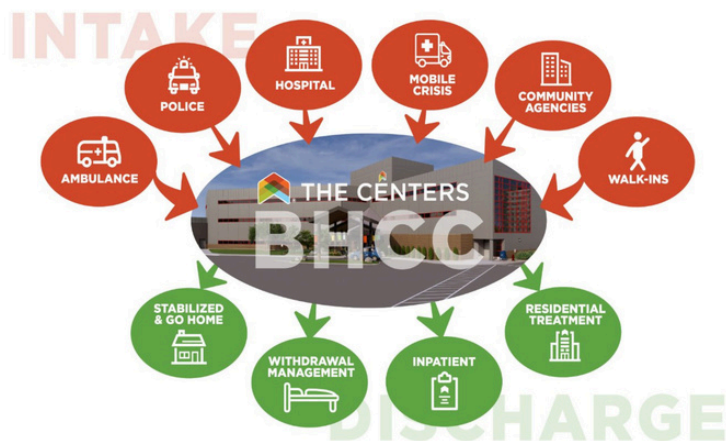 INTAKE
AMBULANCE
POLICE
HOSPITAL
MOBILE
CRISIS
COMMUNITY
AGENCIES
WALK-INS
THE CENTERS
BHCC
STABILIZED
& GO HOME
WITHDRAWAL
MANAGEMENT
INPATIENT
RESIDENTIAL
TREATMENT
DISCHARGE